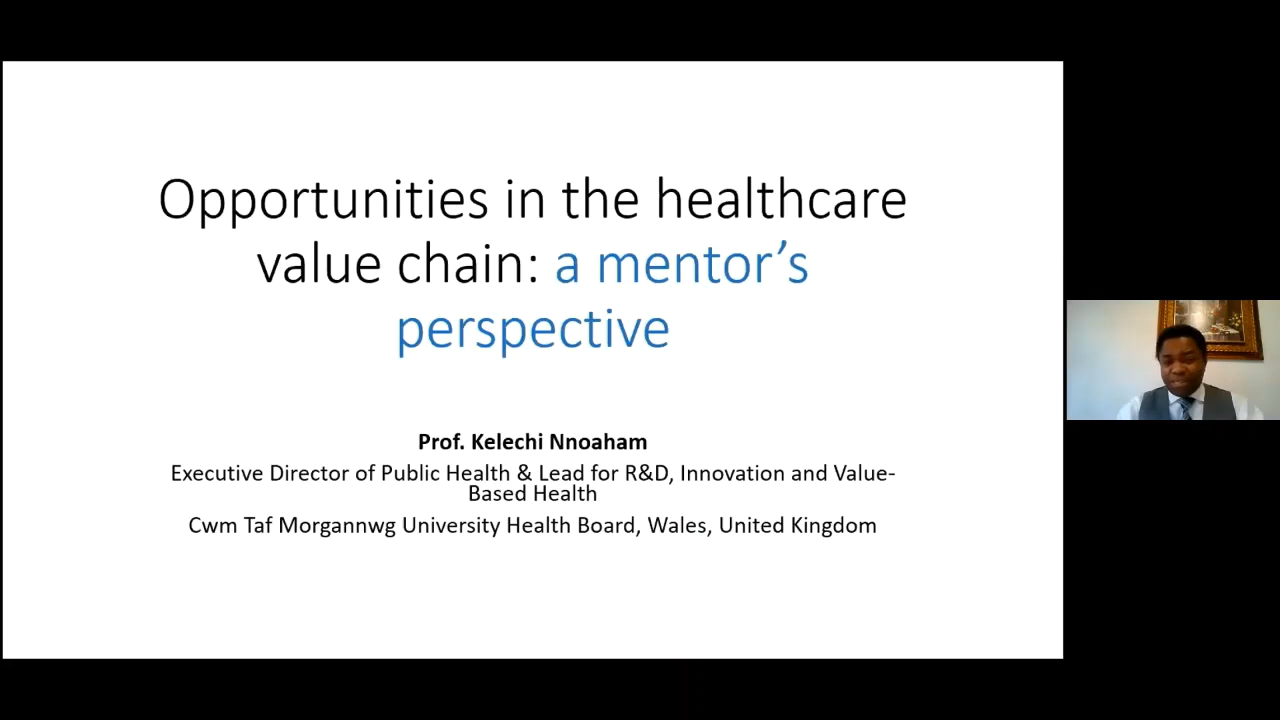 Opportunities in the healthcare
value chain: a mentor’s
perspective
Prof. Kelechi Nnoaham
Executive Director of Public Health & Lead for R&D, Innovation and Value-
Based Health
Cwm Taf Morgannwg University Health Board, Wales, United Kingdom